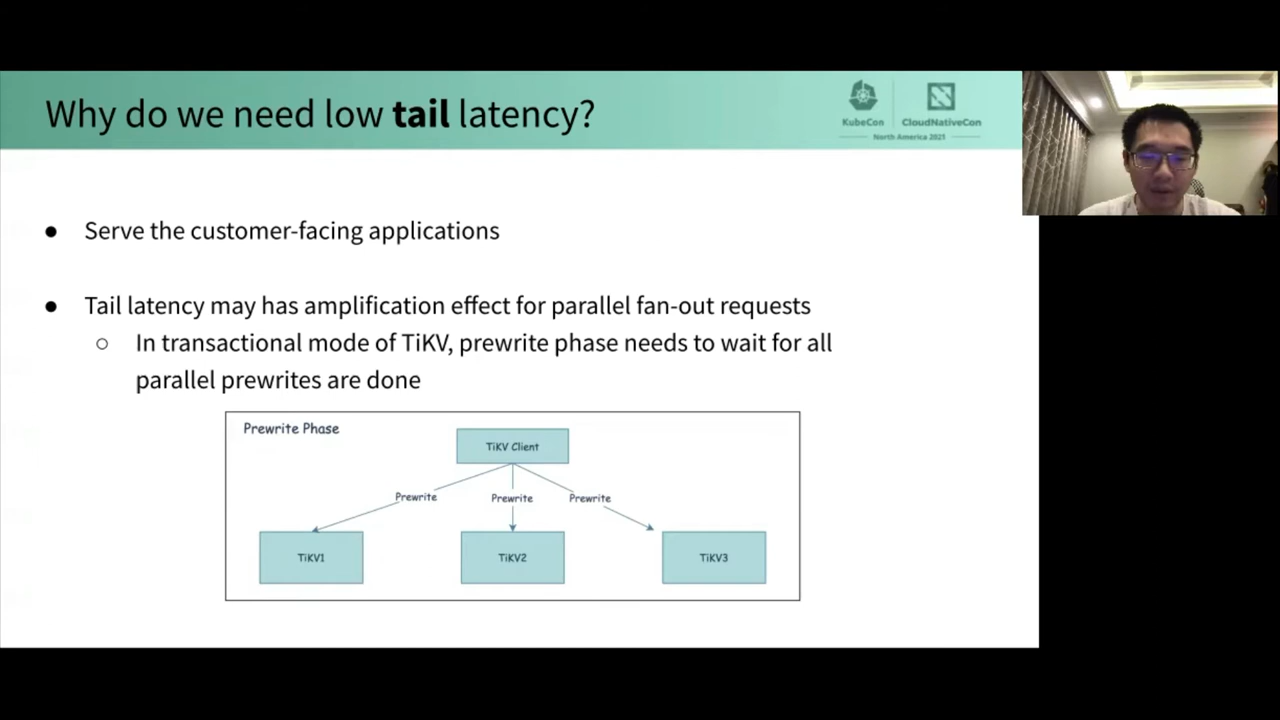 Why do we need low tail latency?
KubeCon
CloudNativeCon
North America 2021
● Serve the customer-facing applications
● Tail latency may has amplification effect for parallel fan-out requests
○ In transactional mode of TiKV, prewrite phase needs to wait for all
parallel prewrites are done
Prewrite Phase
TiKV Client
Prewrite
Prewrite
Prewrite
TiKV1
TiKV2
TiKV3